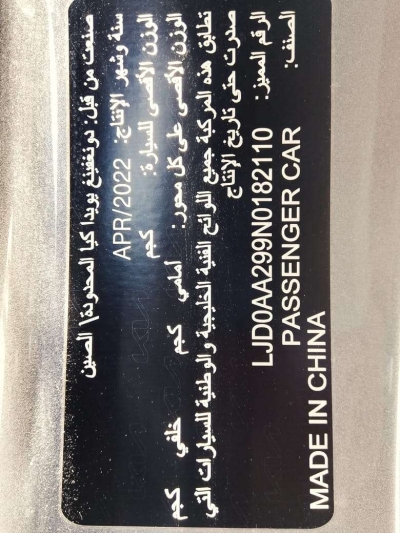 صنعت من قبل: دونغفينغ يويدا كيا المحدودة\ الصين
سنة وشهر الإنتاج: APR/2022
الوزن الأقصى للسيارة: كجم
الوزن الأقصى على كل محور: أمامي كجم خلفي كجم
تطابق هذه المركبة جميع اللوائح الفنية الخليجية والوطنية للسيارات التي
صدرت حتى تاريخ الإنتاج
الرقم المميز: LJD0AA299N0182110
الصنف: PASSENGER CAR
MADE IN CHINA